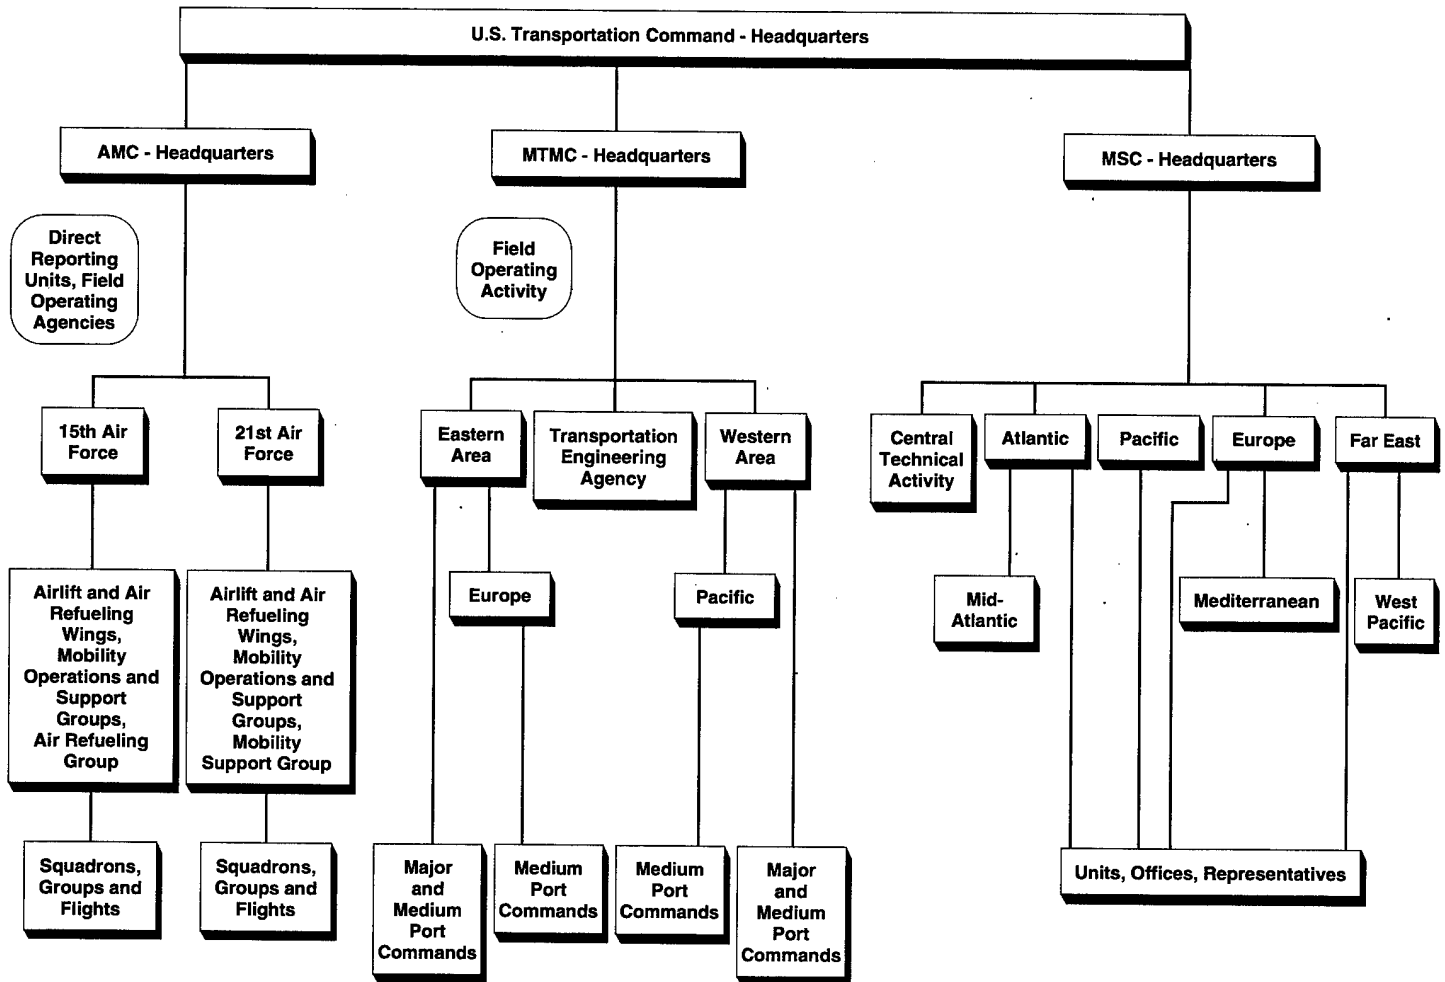 U.S. Transportation Command - Headquarters
AMC - Headquarters
MTMC - Headquarters
MSC - Headquarters
Direct
Reporting
Units, Field
Operating
Agencies
Field
Operating
Activity
15th Air
Force
21st Air
Force
Eastern
Area
Transportation
Engineering
Agency
Western
Area
Central
Technical
Activity
Atlantic
Pacific
Europe
Far East
Airlift and Air
Refueling
Wings,
Mobility
Operations and
Support
Groups,
Air Refueling
Group
Airlift and Air
Refueling
Wings,
Mobility
Operations and
Support
Groups,
Mobility
Support Group
Europe
Pacific
Mid-
Atlantic
Mediterranean
West
Pacific
Squadrons,
Groups and
Flights
Squadrons,
Groups and
Flights
Major
and
Medium
Port
Commands
Medium
Port
Commands
Medium
Port
Commands
Major
and
Medium
Port
Commands
Units, Offices, Representatives